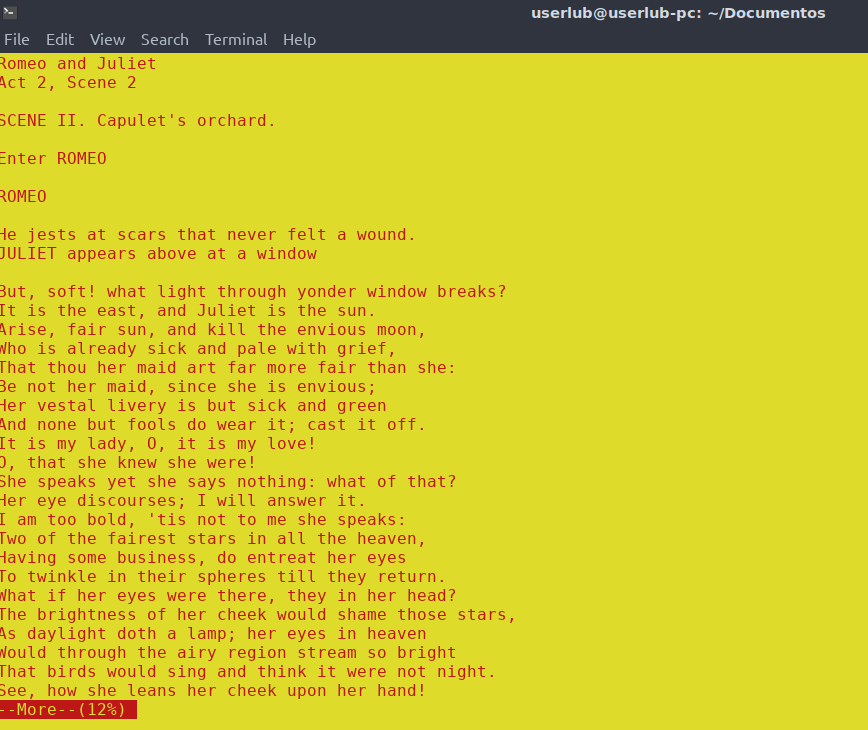 userlub@userlub-pc: ~/Documentos
File Edit View Search Terminal Help
Romeo and Juliet
Act 2, Scene 2
SCENE II. Capulet's orchard.
Enter ROMEO
ROMEO
He jests at scars that never felt a wound.
JULIET appears above at a window
But, soft! what light through yonder window breaks?
It is the east, and Juliet is the sun.
Arise, fair sun, and kill the envious moon,
Who is already sick and pale with grief,
That thou her maid art far more fair than she:
Be not her maid, since she is envious;
Her vestal livery is but sick and green
And none but fools do wear it; cast it off.
It is my lady, O, it is my love!
O, that she knew she were!
She speaks yet she says nothing: what of that?
Her eye discourses; I will answer it.
I am too bold, 'tis not to me she speaks:
Two of the fairest stars in all the heaven,
Having some business, do entreat her eyes
To twinkle in their spheres till they return.
What if her eyes were there, they in her head?
The brightness of her cheek would shame those stars,
As daylight doth a lamp; her eyes in heaven
Would through the airy region stream so bright
That birds would sing and think it were not night.
See, how she leans her cheek upon her hand!
--More--(12%)